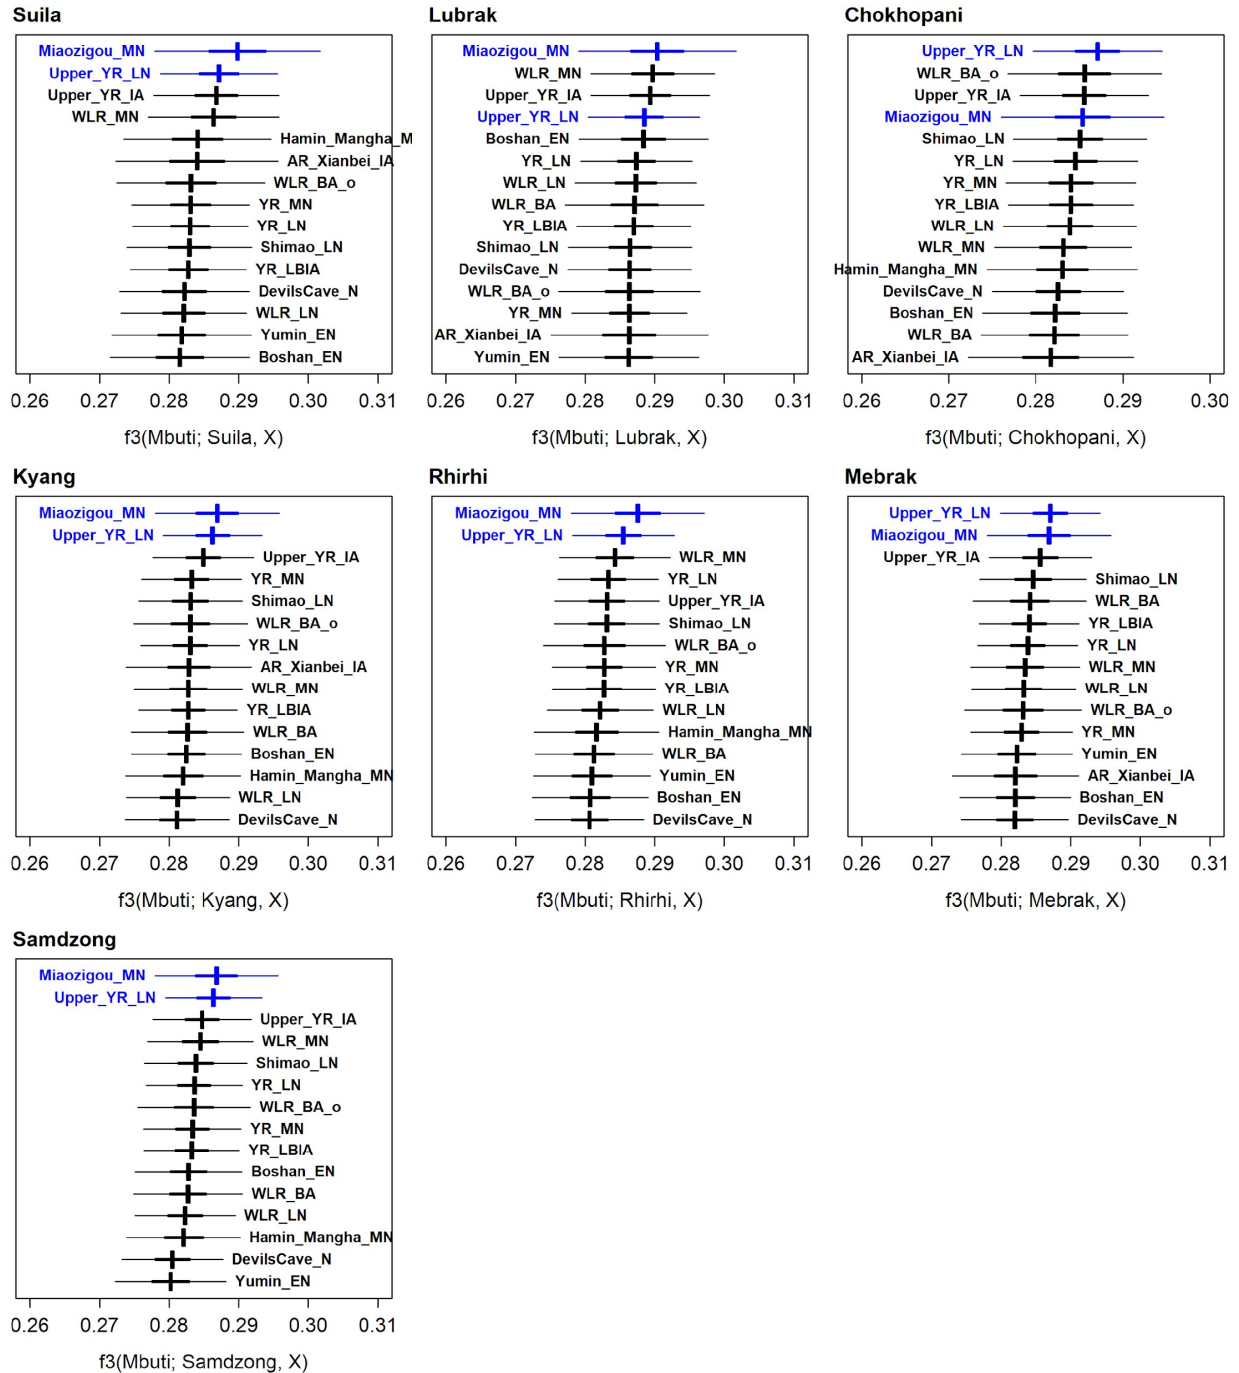 Suila
Miaozigou_MN
Upper_YR_LN
Upper_YR_IA
WLR_MN
Hamin_Mangha_M
AR_Xianbei_IA
WLR_BA_o
YR_MN
YR_LN
Shimao_LN
YR_LBIA
DevilsCave_N
WLR_LN
Yumin_EN
Boshan_EN
0.26 0.27 0.28 0.29 0.30 0.31
f3(Mbuti; Suila, X)
Lubrak
Miaozigou_MN
WLR_MN
Upper_YR_IA
Upper_YR_LN
Boshan_EN
YR_LN
WLR_LN
WLR_BA
YR_LBIA
Shimao_LN
DevilsCave_N
WLR_BA_o
YR_MN
AR_Xianbei_IA
Yumin_EN
0.26 0.27 0.28 0.29 0.30 0.31
f3(Mbuti; Lubrak, X)
Chokhopani
Upper_YR_LN
WLR_BA_o
Upper_YR_IA
Miaozigou_MN
Shimao_LN
YR_LN
YR_MN
YR_LBIA
WLR_LN
WLR_MN
Hamin_Mangha_MN
DevilsCave_N
Boshan_EN
WLR_BA
AR_Xianbei_IA
0.26 0.27 0.28 0.29 0.30
f3(Mbuti; Chokhopani, X)
Kyang
Miaozigou_MN
Upper_YR_LN
Upper_YR_IA
YR_MN
Shimao_LN
WLR_BA_o
YR_LN
AR_Xianbei_IA
WLR_MN
YR_LBIA
WLR_BA
Boshan_EN
Hamin_Mangha_MN
WLR_LN
DevilsCave_N
0.26 0.27 0.28 0.29 0.30 0.31
f3(Mbuti; Kyang, X)
Rhirhi
Miaozigou_MN
Upper_YR_LN
WLR_MN
YR_LN
Upper_YR_IA
Shimao_LN
WLR_BA_o
YR_MN
YR_LBIA
WLR_LN
Hamin_Mangha_MN
WLR_BA
Yumin_EN
Boshan_EN
DevilsCave_N
0.26 0.27 0.28 0.29 0.30 0.31
f3(Mbuti; Rhirhi, X)
Mebrak
Upper_YR_LN
Miaozigou_MN
Upper_YR_IA
Shimao_LN
WLR_BA
YR_LBIA
YR_LN
WLR_MN
WLR_LN
WLR_BA_o
YR_MN
Yumin_EN
AR_Xianbei_IA
Boshan_EN
DevilsCave_N
0.26 0.27 0.28 0.29 0.30 0.31
f3(Mbuti; Mebrak, X)
Samdzong
Miaozigou_MN
Upper_YR_LN
Upper_YR_IA
WLR_MN
Shimao_LN
YR_LN
WLR_BA_o
YR_MN
YR_LBIA
Boshan_EN
WLR_BA
WLR_LN
Hamin_Mangha_MN
DevilsCave_N
Yumin_EN
0.26 0.27 0.28 0.29 0.30 0.31
f3(Mbuti; Samdzong, X)